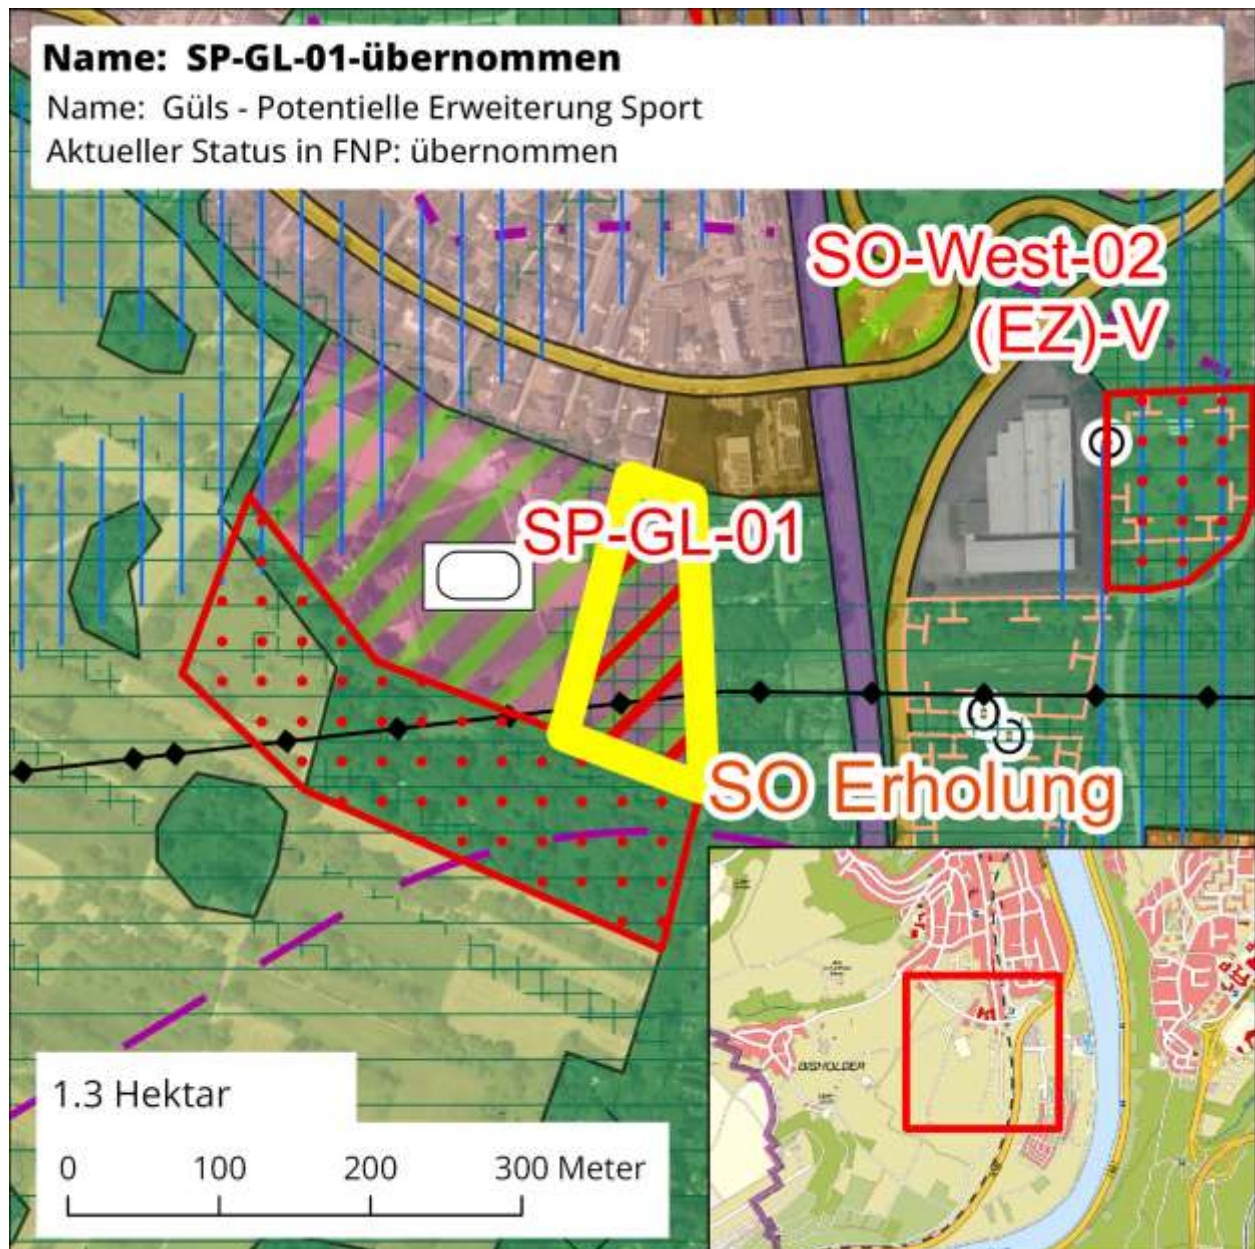 Name: SP-GL-01-übernommen
Name: Güls - Potentielle Erweiterung Sport
Aktueller Status in FNP: übernommen
SO-West-02
(EZ)-V
SP-GL-01
SO Erholung
BISHOLDER
1.3 Hektar
0 100 200 300 Meter